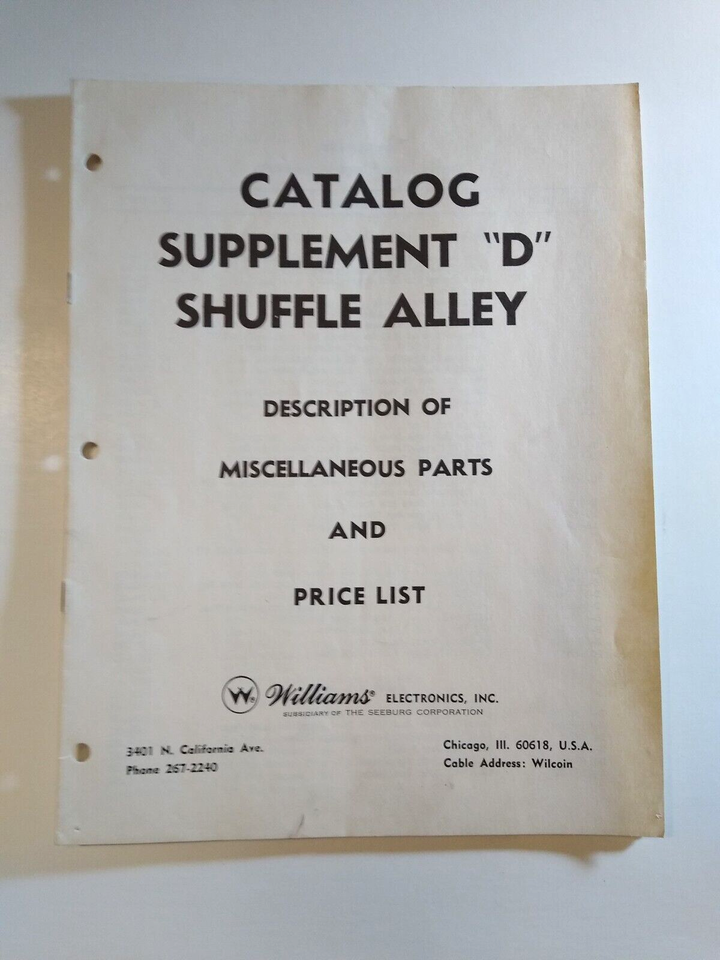 CATALOG
SUPPLEMENT "D"
SHUFFLE ALLEY
DESCRIPTION OF
MISCELLANEOUS PARTS
AND
PRICE LIST
W® Williams® ELECTRONICS, INC.
SUBSIDIARY OF THE SEEBURG CORPORATION
3401 N. California Ave.
Phone 267-2240
Chicago, Ill. 60618, U.S.A.
Cable Address: Wilcoin